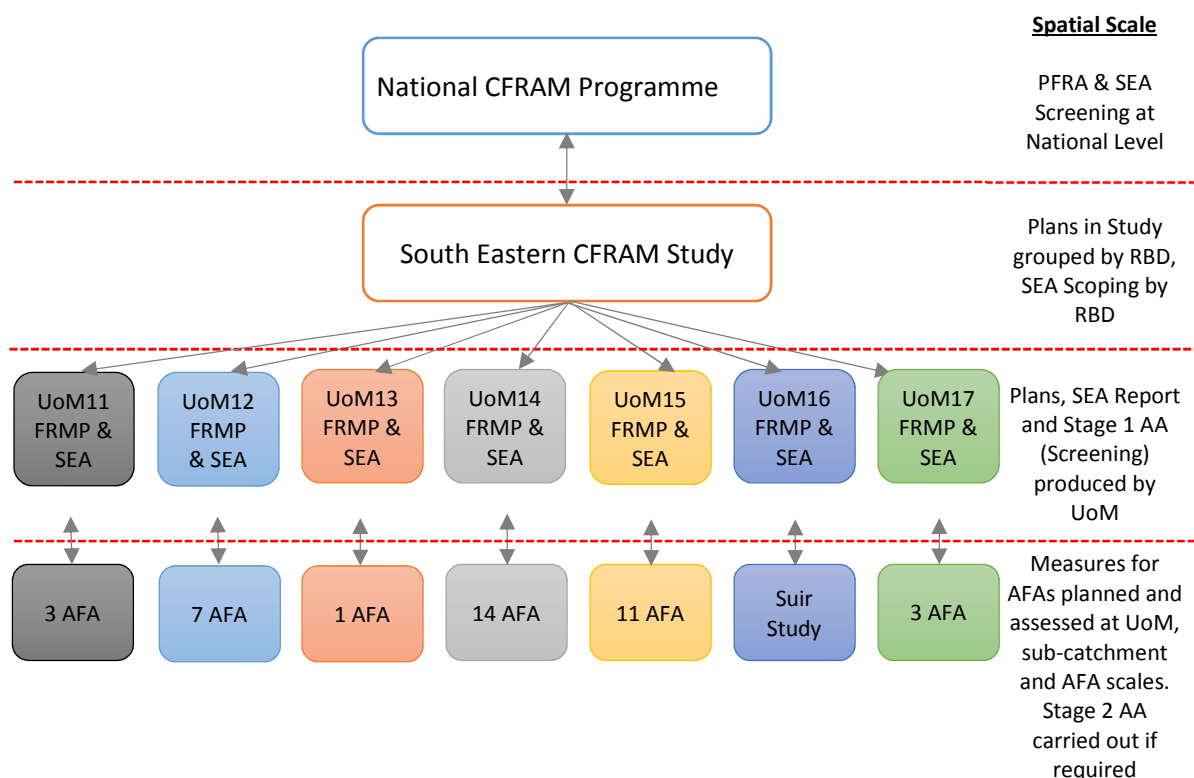 Spatial Scale
National CFRAM Programme
PFRA & SEA
Screening at
National Level
South Eastern CFRAM Study
Plans in Study
grouped by RBD,
SEA Scoping by
RBD
UoM11
FRMP &
SEA
UoM12
FRMP
& SEA
UoM13
FRMP &
SEA
UoM14
FRMP &
SEA
UoM15
FRMP &
SEA
UoM16
FRMP &
SEA
UoM17
FRMP &
SEA
Plans, SEA Report
and Stage 1 AA
(Screening)
produced by
UoM
3 AFA
7 AFA
1 AFA
14 AFA
11 AFA
Suir
Study
3 AFA
Measures for
AFAs planned and
assessed at UoM,
sub-catchment
and AFA scales.
Stage 2 AA
carried out if
required